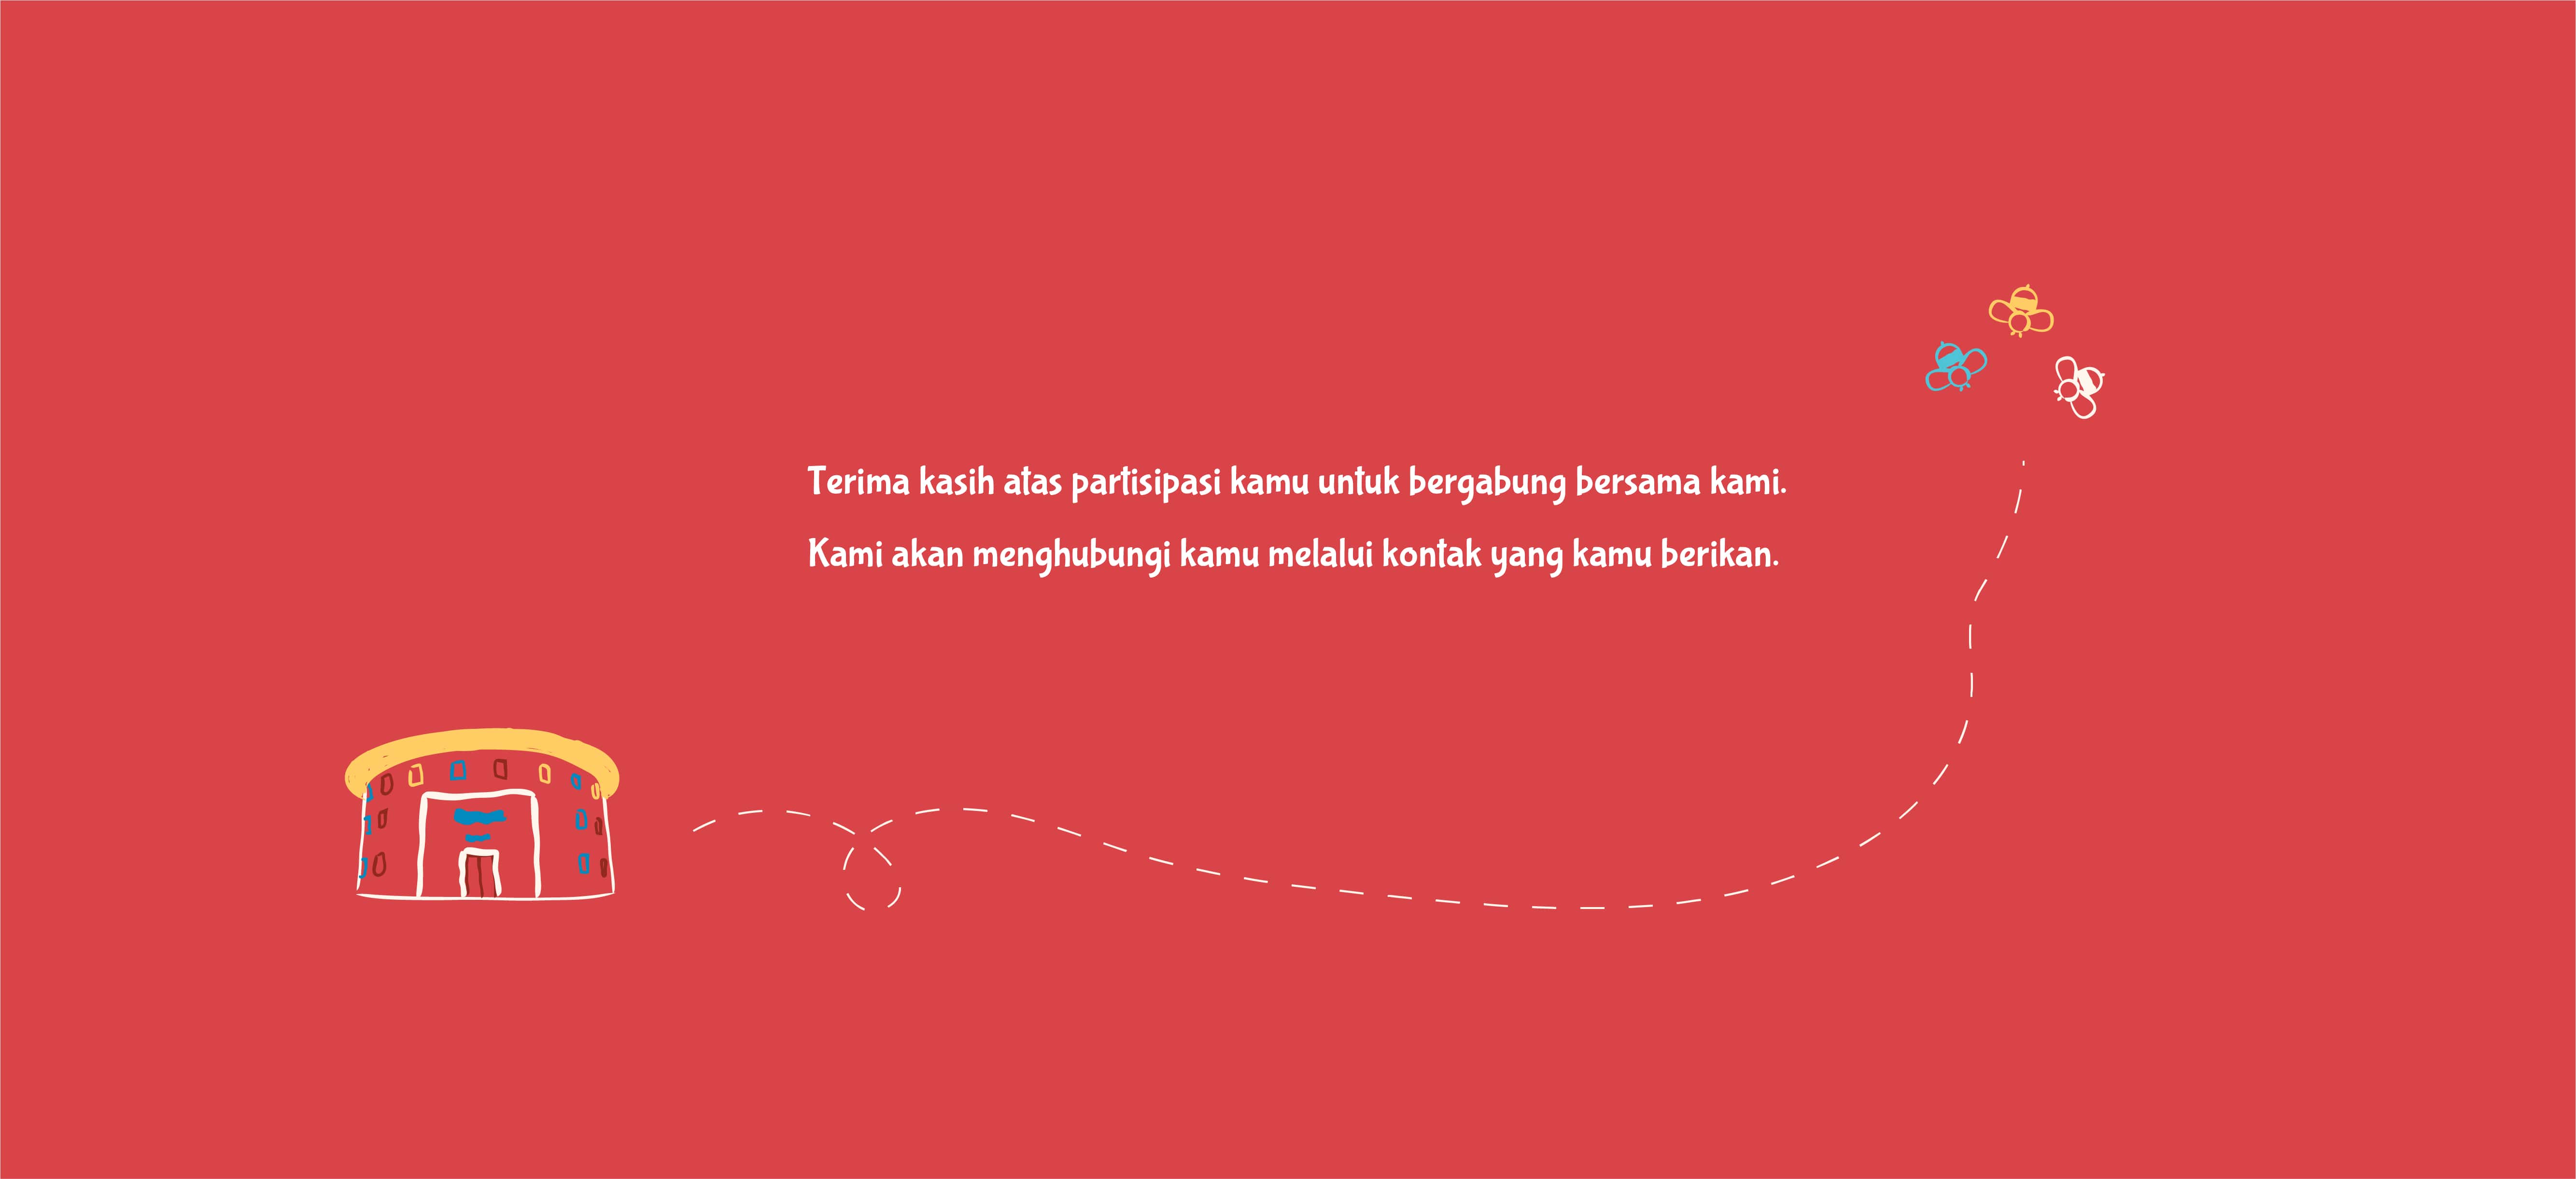 Terima kasih atas partisipasi kamu untuk bergabung bersama kami.
Kami akan menghubungi kamu melalui kontak yang kamu berikan.